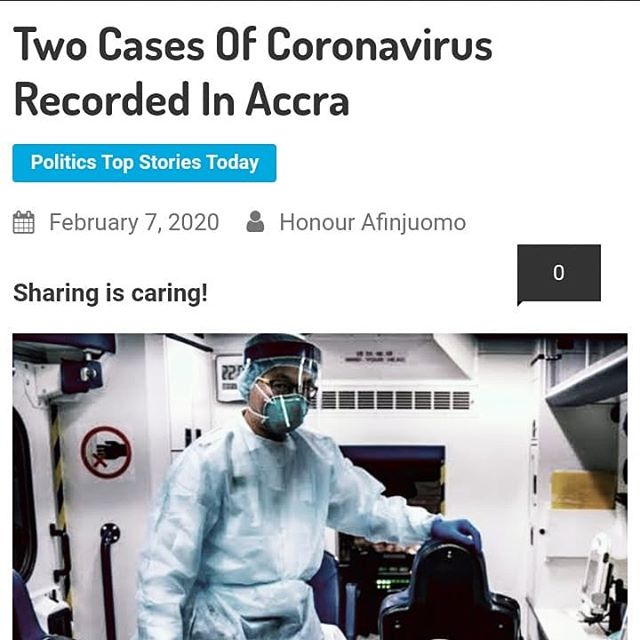 Two Cases Of Coronavirus
Recorded In Accra
Politics Top Stories Today
February 7, 2020 Honour Afinjuomo
0
Sharing is caring!